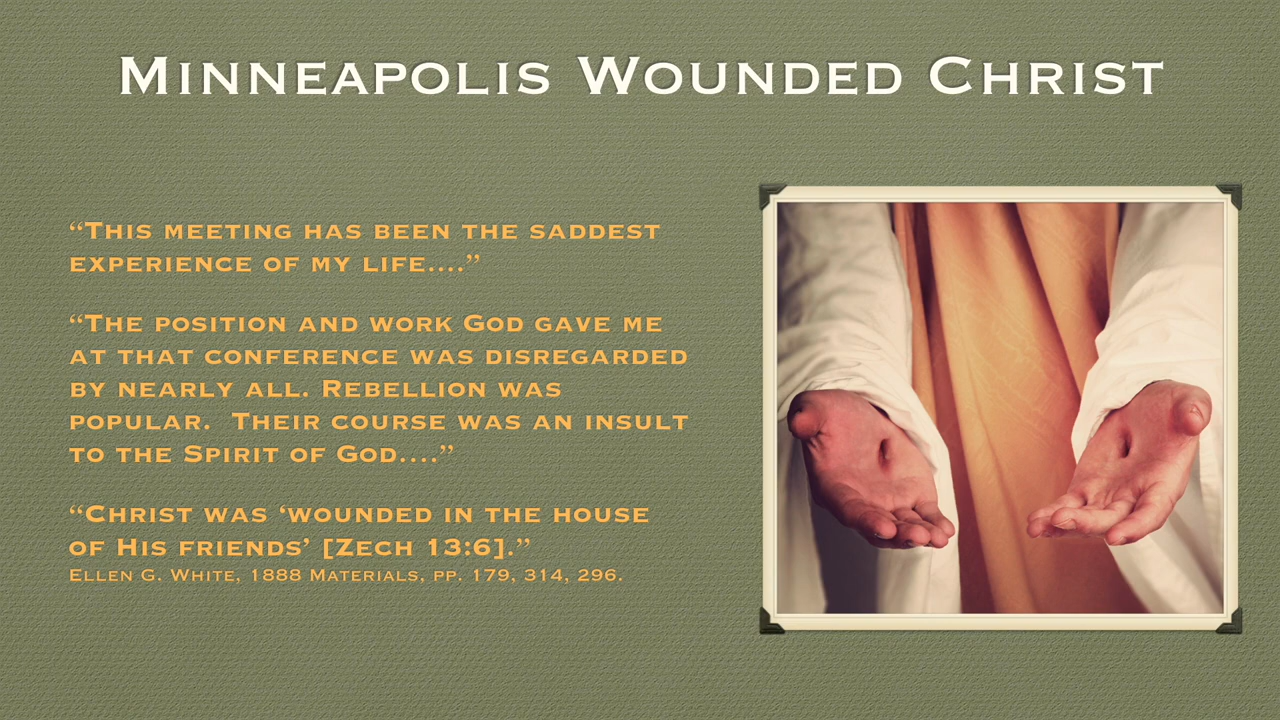 Minneapolis Wounded Christ
“This meeting has been the saddest
experience of my life....”
“The position and work God gave me
at that conference was disregarded
by nearly all. Rebellion was
popular.  Their course was an insult
to the Spirit of God....”
“Christ was ‘wounded in the house
of His friends’ [Zech 13:6].”
Ellen G. White, 1888 Materials, pp. 179, 314, 296.